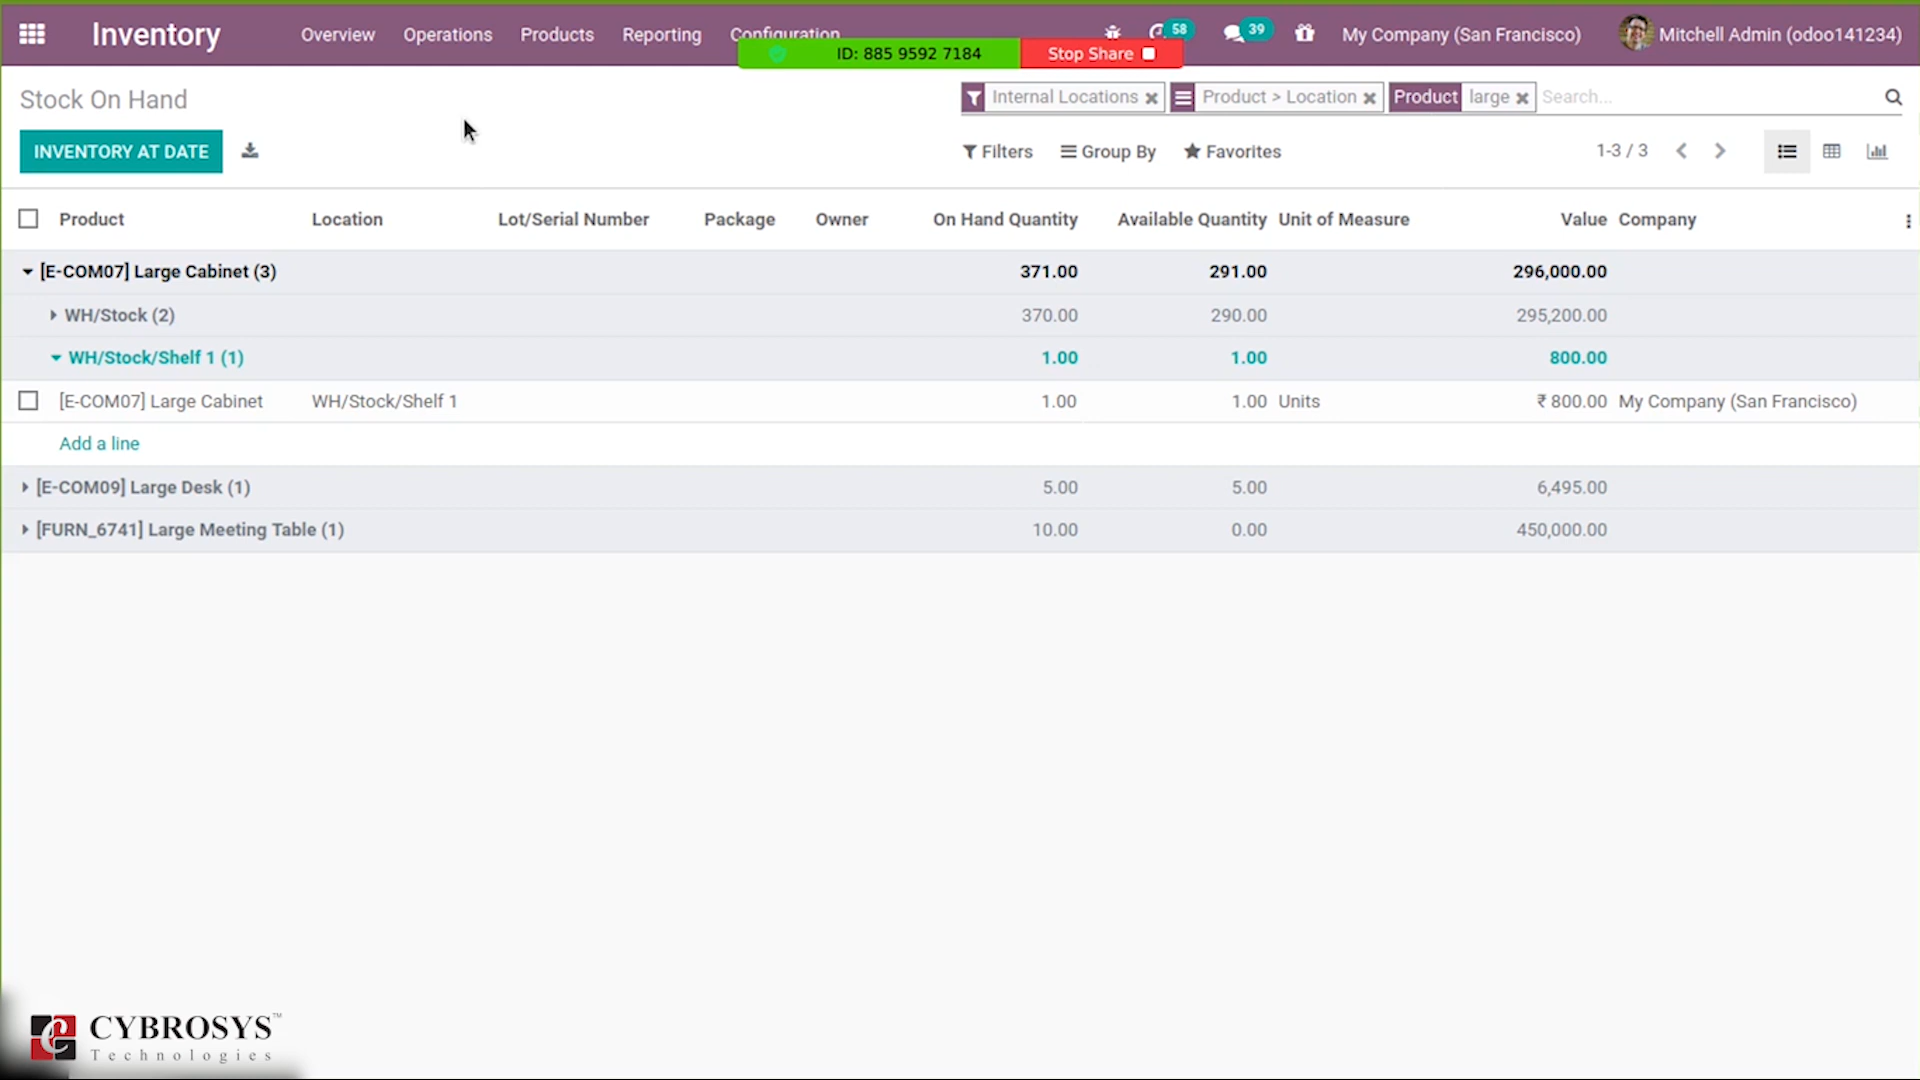 Inventory Overview Operations Products Reporting Configuration 58 39 My Company (San Francisco) Mitchell Admin (odoo141234)
ID: 885 9592 7184 Stop Share
Stock On Hand Internal Locations Product > Location Product large Search...
INVENTORY AT DATE Filters Group By Favorites 1-3 / 3
Product Location Lot/Serial Number Package Owner On Hand Quantity Available Quantity Unit of Measure Value Company
[E-COM07] Large Cabinet (3) 371.00 291.00 296,000.00
WH/Stock (2) 370.00 290.00 295,200.00
WH/Stock/Shelf 1 (1) 1.00 1.00 800.00
[E-COM07] Large Cabinet WH/Stock/Shelf 1 1.00 1.00 Units ₹ 800.00 My Company (San Francisco)
Add a line
[E-COM09] Large Desk (1) 5.00 5.00 6,495.00
[FURN_6741] Large Meeting Table (1) 10.00 0.00 450,000.00
CYBROSYS™
Technologies